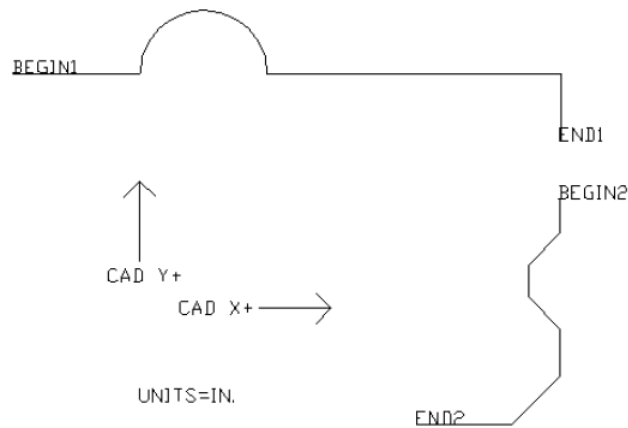 BEGIN1
END1
BEGIN2
CAD Y+
CAD X+
UNITS=IN.
END2